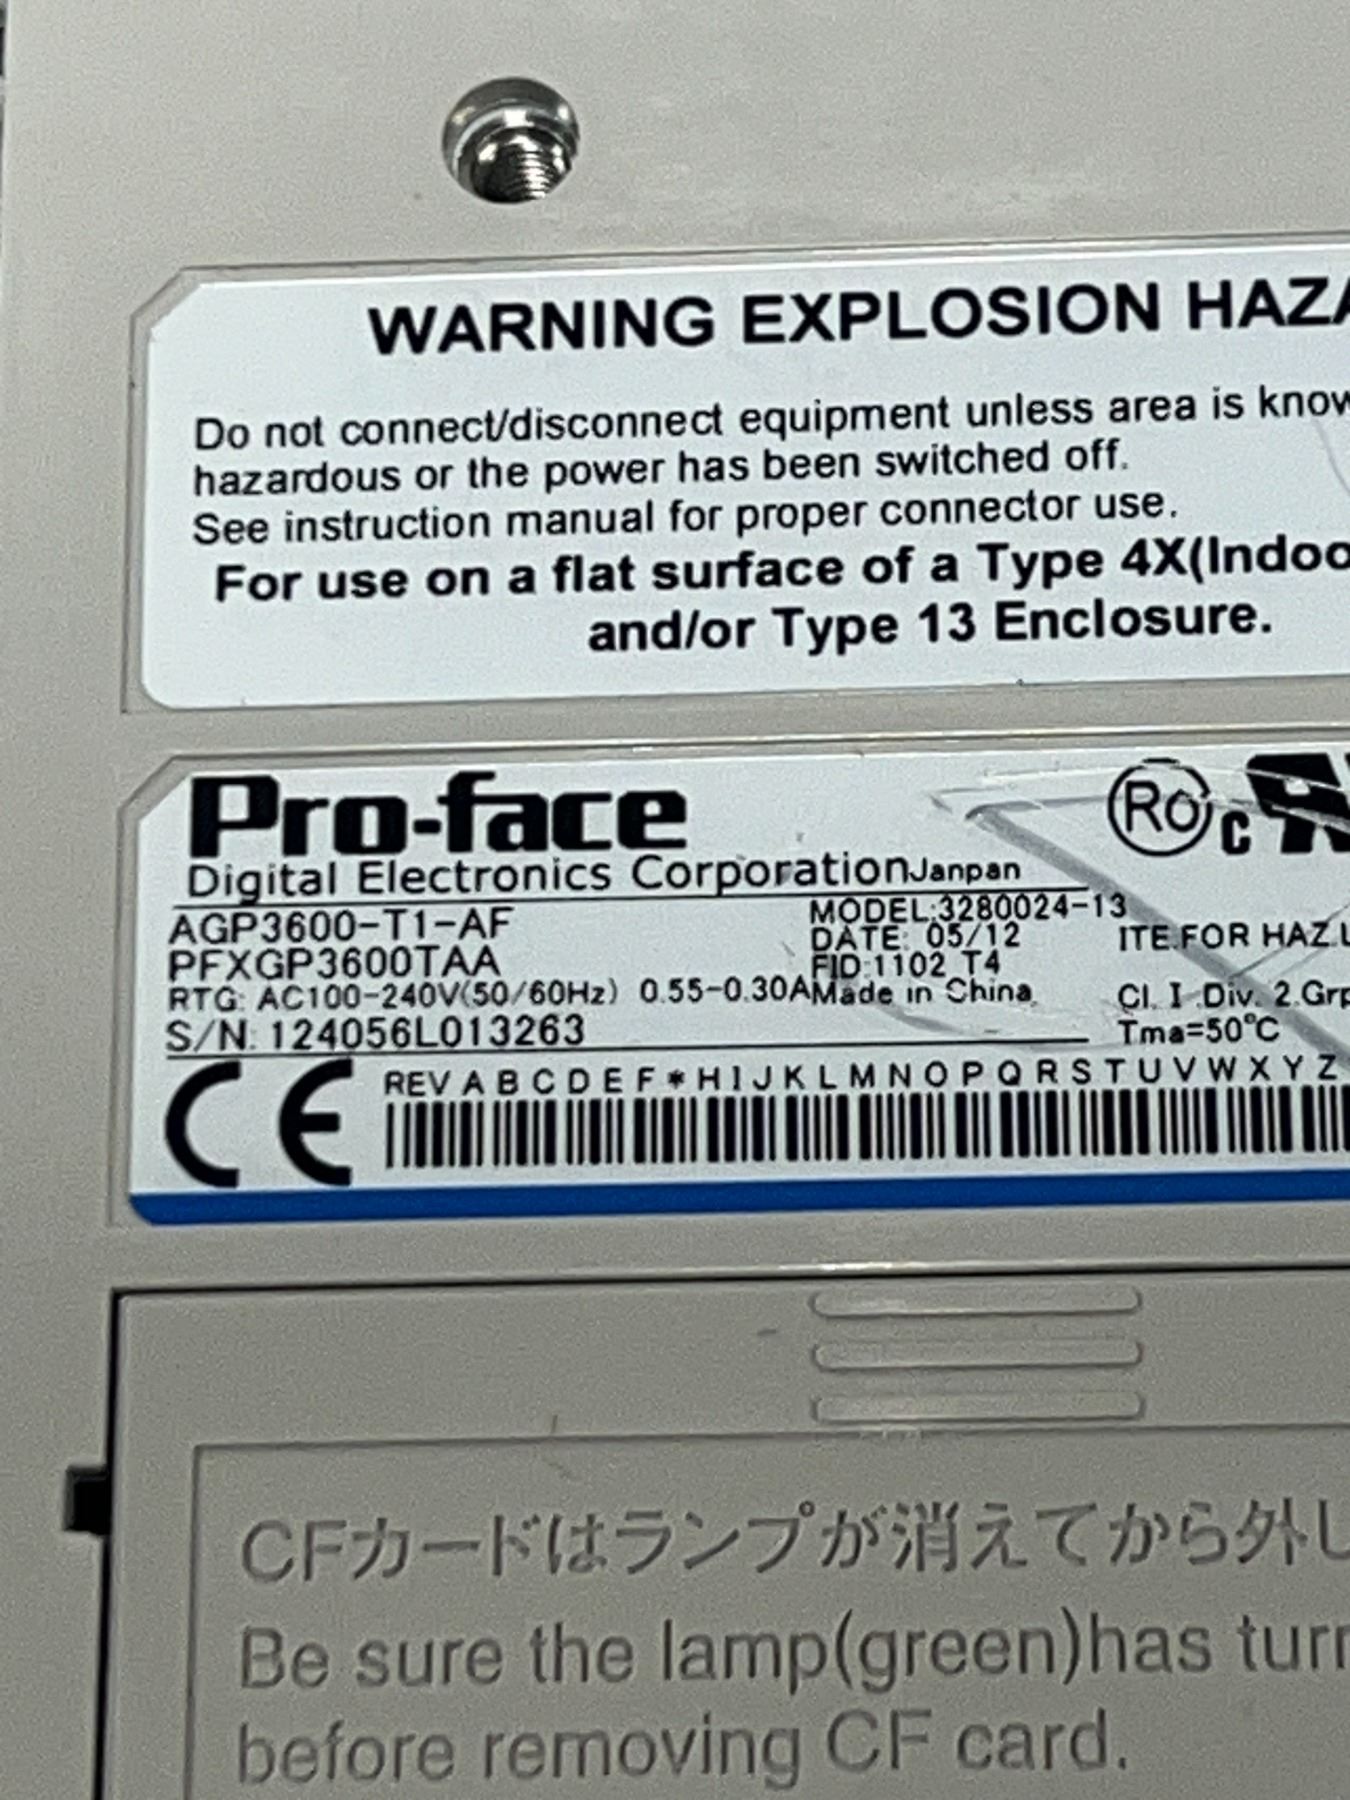 WARNING EXPLOSION HAZA
Do not connect/disconnect equipment unless area is know
hazardous or the power has been switched off.
See instruction manual for proper connector use.
For use on a flat surface of a Type 4X(Indoo
and/or Type 13 Enclosure.
Pro-face
Digital Electronics Corporation Janpan
AGP3600-T1-AF
PFXGP3600TAA
RTG: AC100-240V(50/60Hz) 0.55-0.30A
S/N: 124056L013263
MODEL:3280024-13
DATE: 05/12
FID:1102 T4
Made in China
RoHS
c
ITE.FOR HAZ.L
Cl. I .Div. 2.Grp
Tma=50°C
CE
REV A B C D E F * H I J K L M N O P Q R S T U V W X Y Z
CFカードはランプが消えてから外し
Be sure the lamp(green)has turn
before removing CF card.